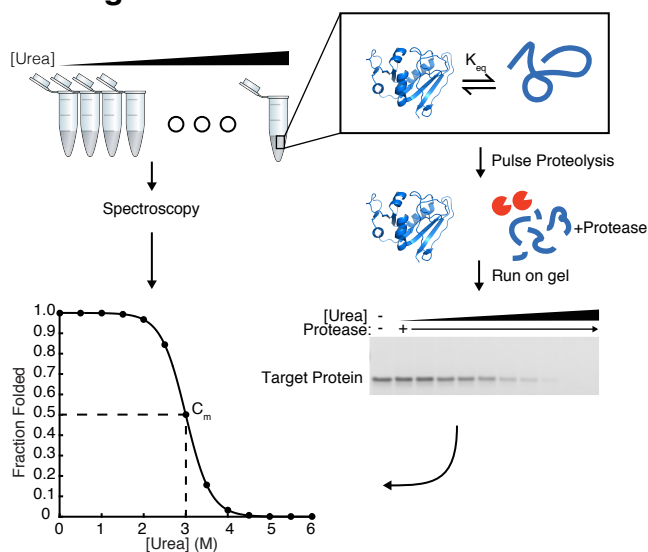 [Urea]
K_eq
Pulse Proteolysis
Spectroscopy
+Protease
Run on gel
[Urea] -
Protease: - +
Target Protein
1.0
0.9
0.8
0.7
0.6
0.5
0.4
0.3
0.2
0.1
0
C_m
Fraction Folded
0 1 2 3 4 5 6
[Urea] (M)